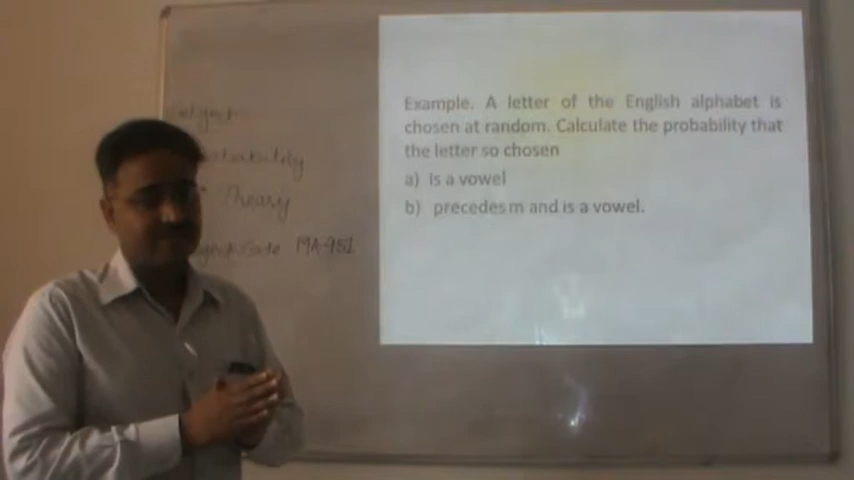 Theory
MA-451
Example. A letter of the English alphabet is
chosen at random. Calculate the probability that
the letter so chosen
a) Is a vowel
b) precedes m and is a vowel.